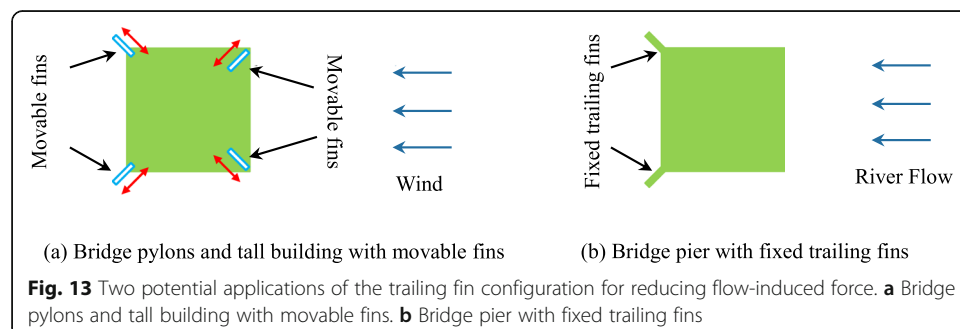 Movable fins
Movable fins
Wind
Fixed trailing fins
River Flow
(a) Bridge pylons and tall building with movable fins
(b) Bridge pier with fixed trailing fins
Fig. 13 Two potential applications of the trailing fin configuration for reducing flow-induced force. a Bridge
pylons and tall building with movable fins. b Bridge pier with fixed trailing fins